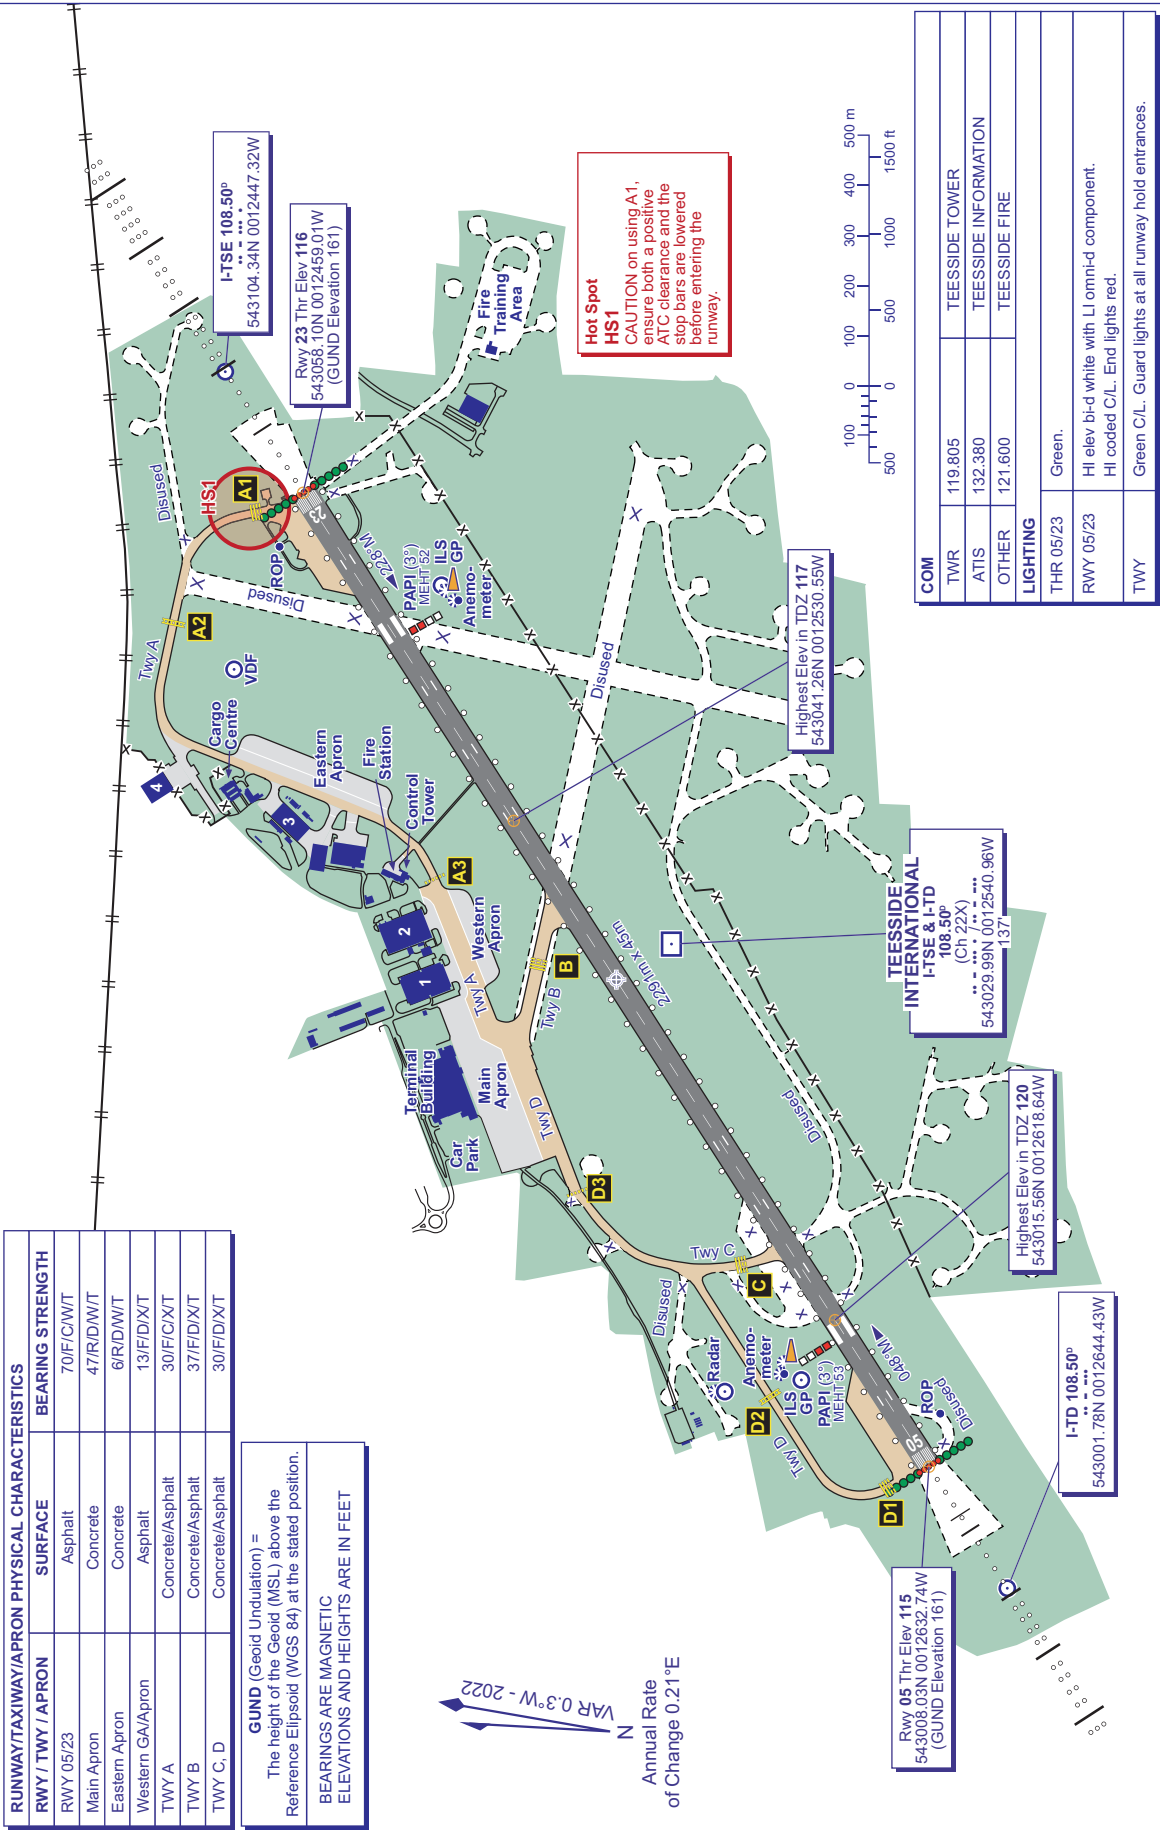 RUNWAY/TAXIWAY/APRON PHYSICAL CHARACTERISTICS
RWY / TWY / APRON SURFACE BEARING STRENGTH
RWY 05/23 Asphalt 70/F/C/W/T
Main Apron Concrete 47/R/D/W/T
Eastern Apron Concrete 6/R/D/W/T
Western GA/Apron Asphalt 13/F/D/X/T
TWY A Concrete/Asphalt 30/F/C/X/T
TWY B Concrete/Asphalt 37/F/D/X/T
TWY C, D Concrete/Asphalt 30/F/D/X/T
GUND (Geoid Undulation) =
The height of the Geoid (MSL) above the
Reference Elipsoid (WGS 84) at the stated position.
BEARINGS ARE MAGNETIC
ELEVATIONS AND HEIGHTS ARE IN FEET
VAR 0.3°W - 2022
N
Annual Rate
of Change 0.21°E
I-TSE 108.50ᴰ
543104.34N 0012447.32W
Rwy 23 Thr Elev 116
543058.10N 0012459.01W
(GUND Elevation 161)
Hot Spot
HS1
CAUTION on using A1,
ensure both a positive
ATC clearance and the
stop bars are lowered
before entering the
runway.
Fire
Training
Area
HS1
A1
Disused
ROP
Disused
A2
Twy A
VDF
23
228°M
PAPI (3°)
MEHT 52
ILS
GP
Anemo-
meter
Cargo
Centre
4
3
Eastern
Apron
Fire
Station
Control
Tower
A3
2
1
Western
Apron
Twy A
Terminal
Building
Main
Apron
Car
Park
B
Twy B
Twy D
D3
2291m x 45m
Disused
Highest Elev in TDZ 117
543041.26N 0012530.55W
TEESSIDE
INTERNATIONAL
I-TSE & I-TD
108.50ᴰ
(Ch 22X)
543029.99N 0012540.96W
137'
Disused
Highest Elev in TDZ 120
543015.56N 0012618.64W
Twy C
C
Disused
Radar
Anemo-
meter
ILS
GP
PAPI (3°)
MEHT 53
D2
Twy D
D1
048°M
05
ROP
Disused
I-TD 108.50ᴰ
543001.78N 0012644.43W
Rwy 05 Thr Elev 115
543008.03N 0012632.74W
(GUND Elevation 161)
100 0 100 200 300 400 500 m
500 0 500 1000 1500 ft
COM
TWR 119.805 TEESSIDE TOWER
ATIS 132.380 TEESSIDE INFORMATION
OTHER 121.600 TEESSIDE FIRE
LIGHTING
THR 05/23 Green.
RWY 05/23 HI elev bi-d white with LI omni-d component.
HI coded C/L. End lights red.
TWY Green C/L. Guard lights at all runway hold entrances.